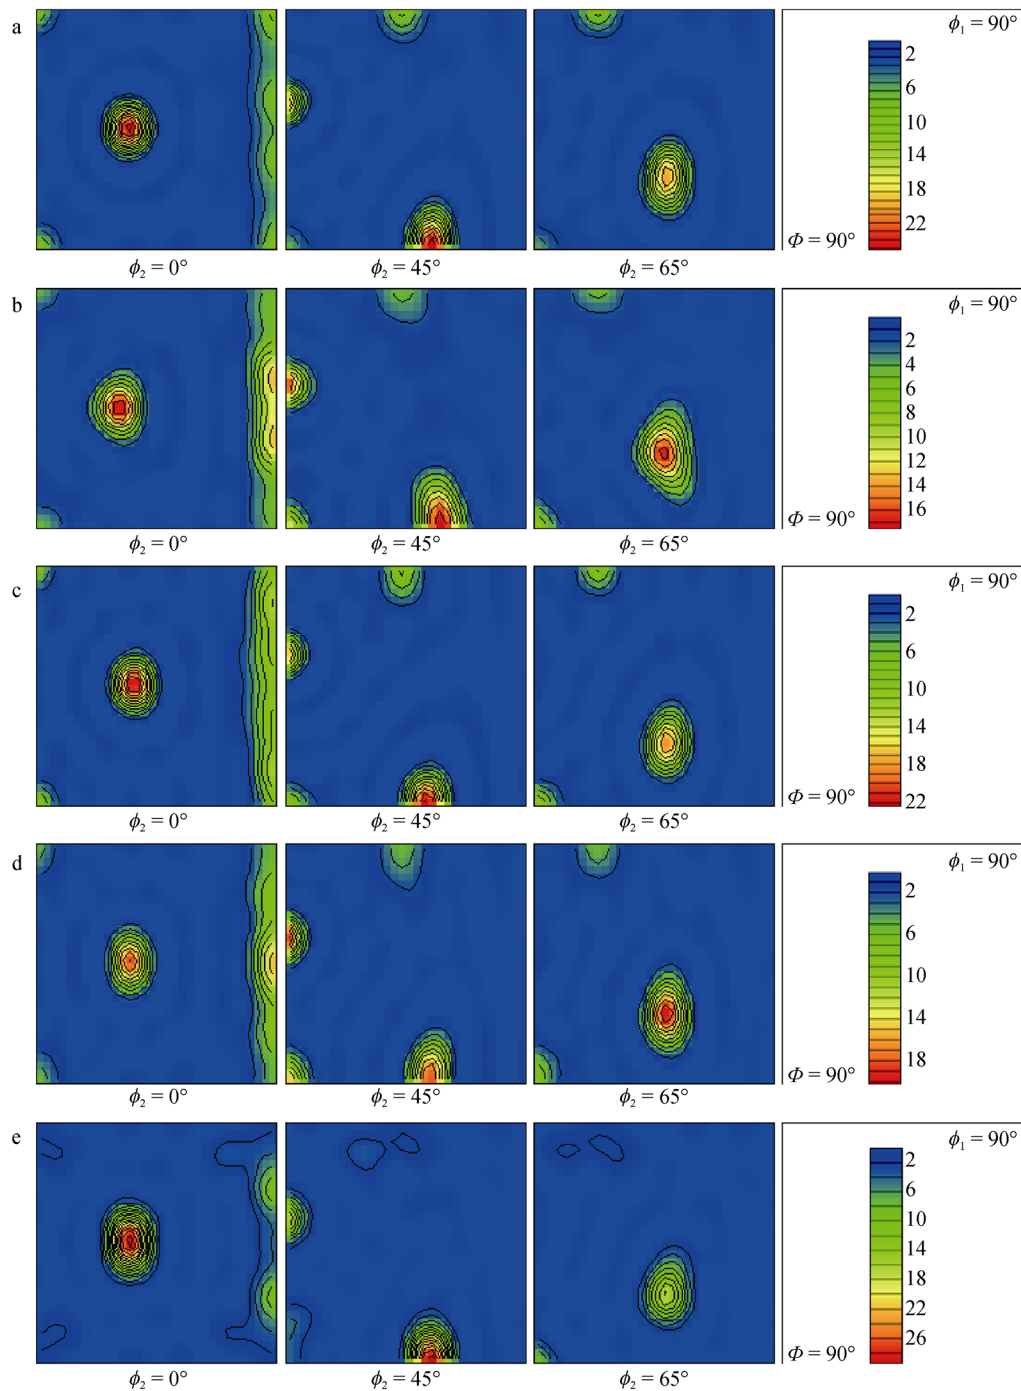 a
ϕ₁ = 90°
2
6
10
14
18
22
Φ = 90°
ϕ₂ = 0°
ϕ₂ = 45°
ϕ₂ = 65°
b
ϕ₁ = 90°
2
4
6
8
10
12
14
16
Φ = 90°
ϕ₂ = 0°
ϕ₂ = 45°
ϕ₂ = 65°
c
ϕ₁ = 90°
2
6
10
14
18
22
Φ = 90°
ϕ₂ = 0°
ϕ₂ = 45°
ϕ₂ = 65°
d
ϕ₁ = 90°
2
6
10
14
18
Φ = 90°
ϕ₂ = 0°
ϕ₂ = 45°
ϕ₂ = 65°
e
ϕ₁ = 90°
2
6
10
14
18
22
26
Φ = 90°
ϕ₂ = 0°
ϕ₂ = 45°
ϕ₂ = 65°